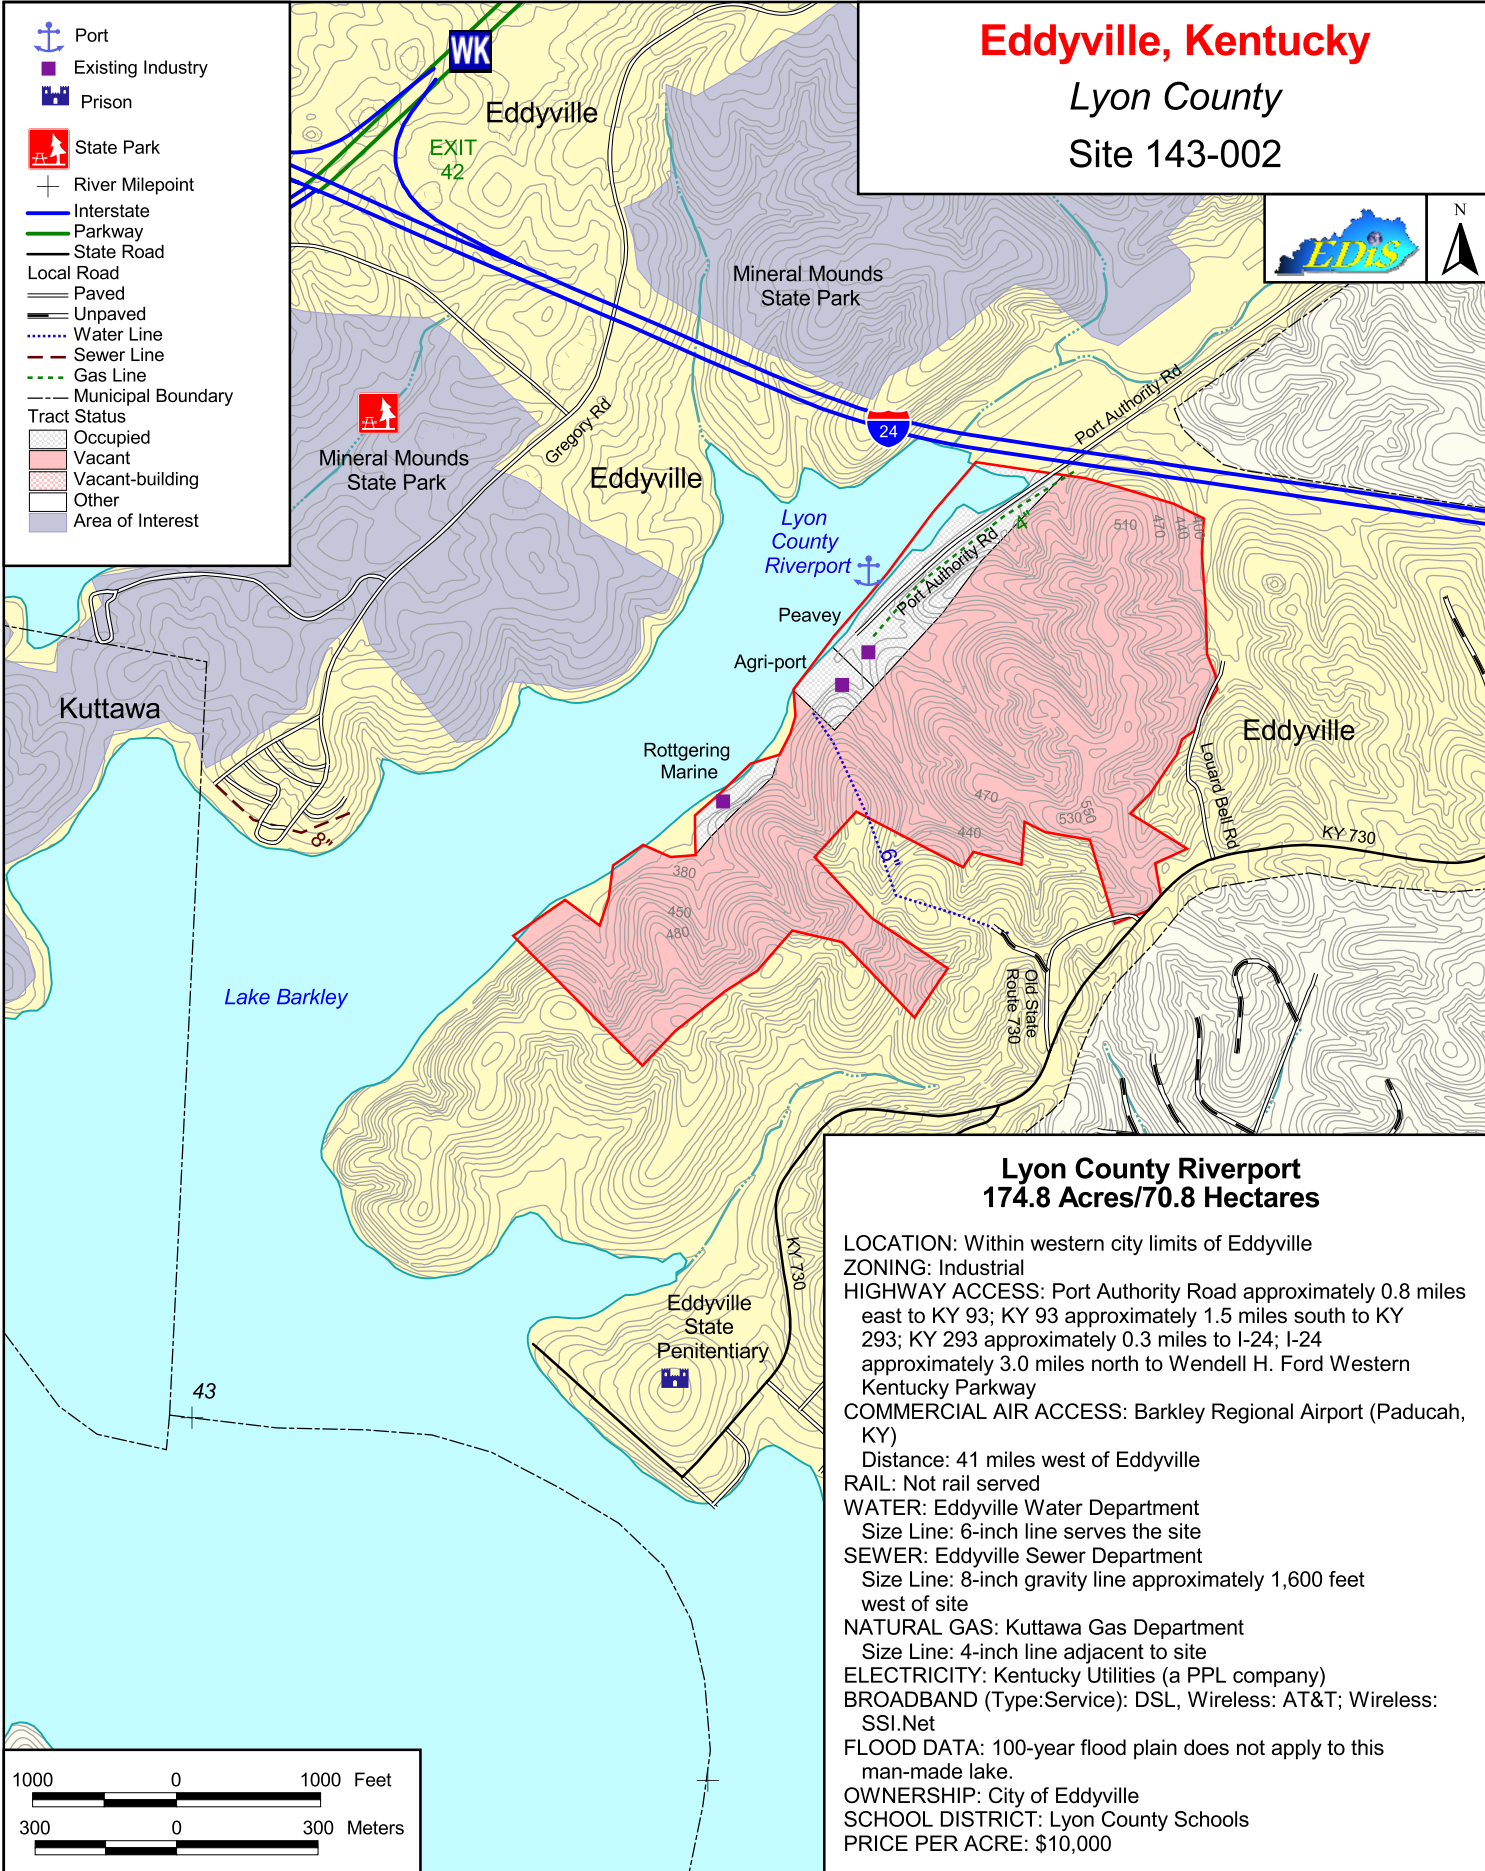 Port
Existing Industry
Prison
State Park
River Milepoint
Interstate
Parkway
State Road
Local Road
Paved
Unpaved
Water Line
Sewer Line
Gas Line
Municipal Boundary
Tract Status
Occupied
Vacant
Vacant-building
Other
Area of Interest
Eddyville, Kentucky
Lyon County
Site 143-002
EDiS
N
WK
Eddyville
EXIT
42
Mineral Mounds
State Park
Mineral Mounds
State Park
Gregory Rd
Eddyville
24
Port Authority Rd
Lyon
County
Riverport
4"
Port Authority Rd
510
470
440
400
Peavey
Agri-port
Kuttawa
Rottgering
Marine
Eddyville
Louard Bell Rd
KY 730
470
550
530
440
6"
8"
380
450
480
Old State
Route 730
Lake Barkley
KY 730
Eddyville
State
Penitentiary
43
1000 0 1000 Feet
300 0 300 Meters
Lyon County Riverport
174.8 Acres/70.8 Hectares
LOCATION: Within western city limits of Eddyville
ZONING: Industrial
HIGHWAY ACCESS: Port Authority Road approximately 0.8 miles
east to KY 93; KY 93 approximately 1.5 miles south to KY
293; KY 293 approximately 0.3 miles to I-24; I-24
approximately 3.0 miles north to Wendell H. Ford Western
Kentucky Parkway
COMMERCIAL AIR ACCESS: Barkley Regional Airport (Paducah,
KY)
Distance: 41 miles west of Eddyville
RAIL: Not rail served
WATER: Eddyville Water Department
Size Line: 6-inch line serves the site
SEWER: Eddyville Sewer Department
Size Line: 8-inch gravity line approximately 1,600 feet
west of site
NATURAL GAS: Kuttawa Gas Department
Size Line: 4-inch line adjacent to site
ELECTRICITY: Kentucky Utilities (a PPL company)
BROADBAND (Type:Service): DSL, Wireless: AT&T; Wireless:
SSI.Net
FLOOD DATA: 100-year flood plain does not apply to this
man-made lake.
OWNERSHIP: City of Eddyville
SCHOOL DISTRICT: Lyon County Schools
PRICE PER ACRE: $10,000